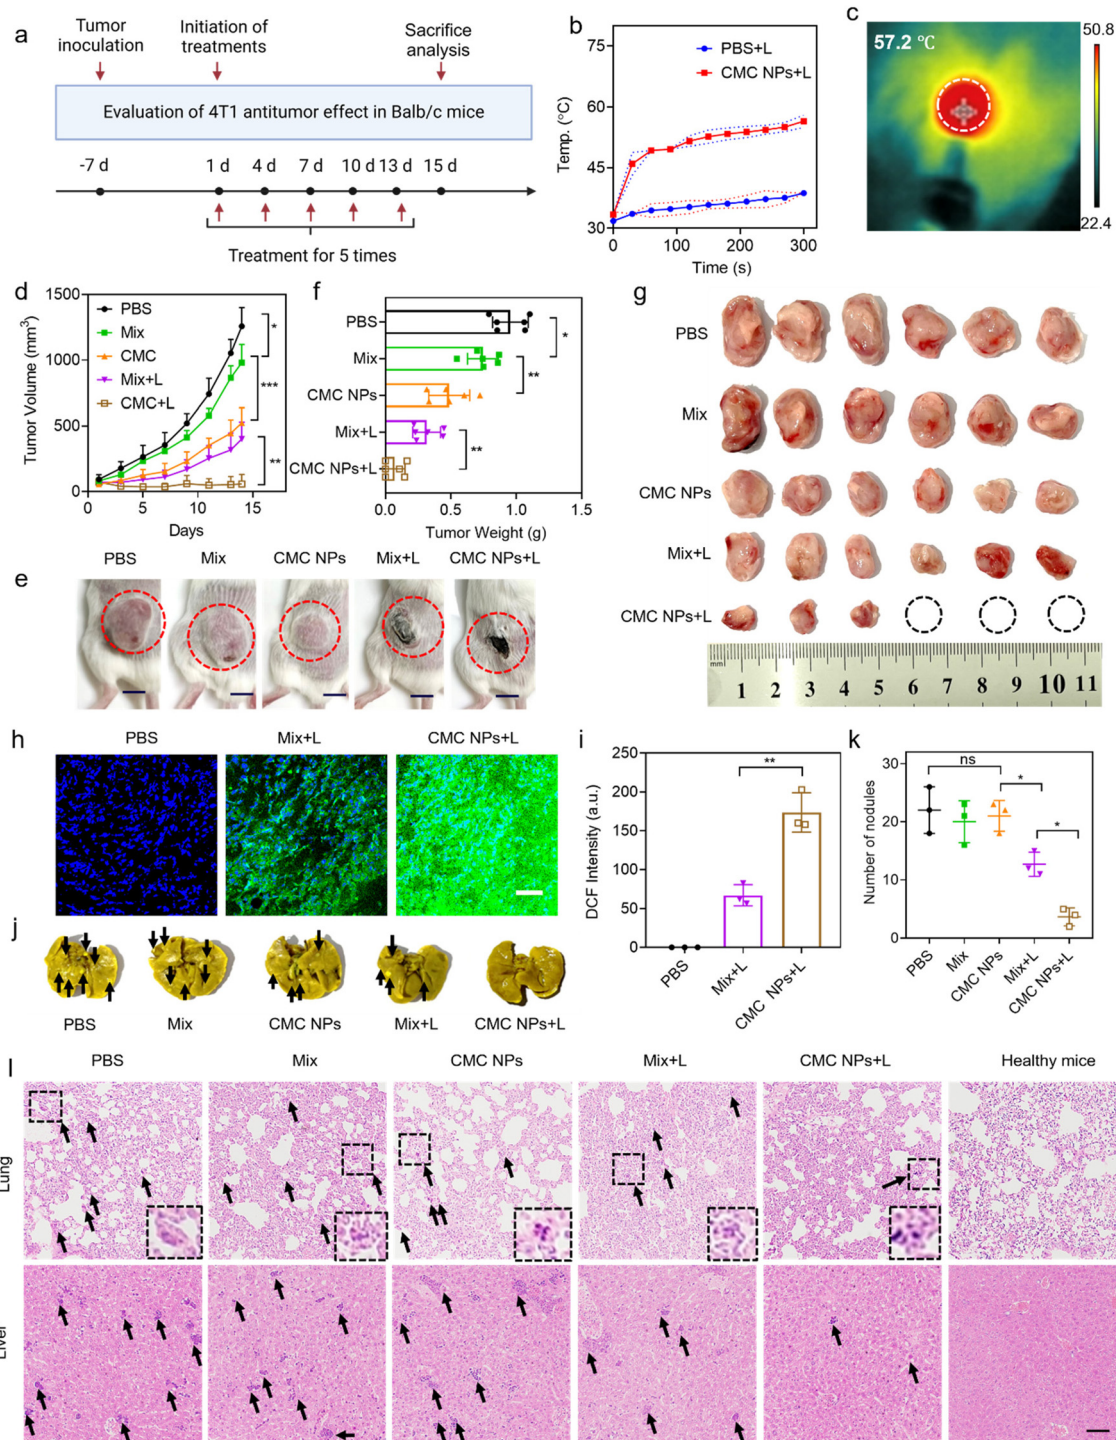 a
Tumor
inoculation
Initiation of
treatments
Sacrifice
analysis
Evaluation of 4T1 antitumor effect in Balb/c mice
-7 d
1 d
4 d
7 d
10 d
13 d
15 d
Treatment for 5 times
b
75
60
45
30
Temp. (°C)
PBS+L
CMC NPs+L
0
100
200
300
Time (s)
c
57.2 ℃
50.8
22.4
d
1500
1000
500
0
Tumor Volume (mm³)
PBS
Mix
CMC
Mix+L
CMC+L
*
***
**
0
5
10
15
Days
f
PBS
Mix
CMC NPs
Mix+L
CMC NPs+L
*
**
**
0.0
0.5
1.0
1.5
Tumor Weight (g)
g
PBS
Mix
CMC NPs
Mix+L
CMC NPs+L
mm
1 2 3 4 5 6 7 8 9 10 11
e
PBS
Mix
CMC NPs
Mix+L
CMC NPs+L
h
PBS
Mix+L
CMC NPs+L
i
250
200
150
100
50
0
DCF Intensity (a.u.)
**
PBS
Mix+L
CMC NPs+L
k
30
20
10
0
Number of nodules
ns
*
*
PBS
Mix
CMC NPs
Mix+L
CMC NPs+L
j
PBS
Mix
CMC NPs
Mix+L
CMC NPs+L
l
PBS
Mix
CMC NPs
Mix+L
CMC NPs+L
Healthy mice
Lung
Liver